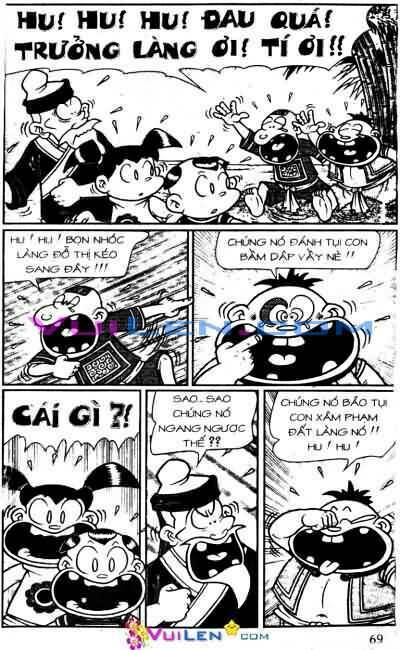 HU! HU! HU! ĐAU QUÁ!
TRƯỞNG LÀNG ƠI! TÍ ƠI!!
HU! HU! BỌN NHÓC
LÀNG ĐỖ THỊ KÉO
SANG ĐÂY!!!
CHÚNG NÓ ĐÁNH TỤI CON
BẦM DẬP VẦY NÈ!!
VUILEN.COM
CÁI GÌ?!
SAO... SAO
CHÚNG NÓ
NGANG NGƯỢC
THẾ??
CHÚNG NÓ BẢO TỤI
CON XÂM PHẠM
ĐẤT LÀNG NÓ!!
HU! HU!
69
VUILEN.COM